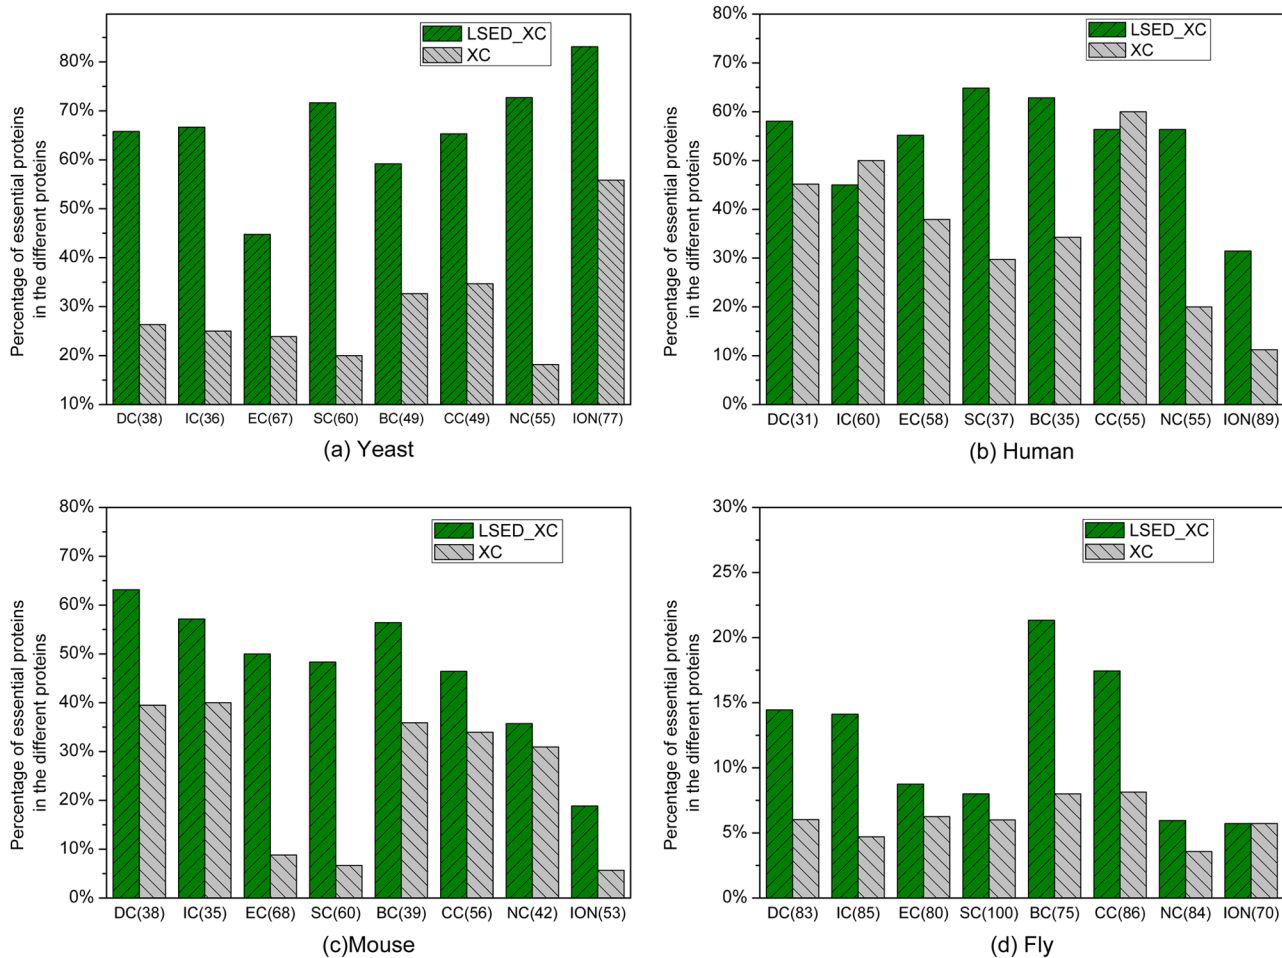 80%
70%
60%
50%
40%
30%
20%
10%
Percentage of essential proteins
in the different proteins
LSED_XC
XC
DC(38) IC(36) EC(67) SC(60) BC(49) CC(49) NC(55) ION(77)
(a) Yeast
80%
70%
60%
50%
40%
30%
20%
10%
0%
Percentage of essential proteins
in the different proteins
LSED_XC
XC
DC(31) IC(60) EC(58) SC(37) BC(35) CC(55) NC(55) ION(89)
(b) Human
80%
70%
60%
50%
40%
30%
20%
10%
0%
Percentage of essential proteins
in the different proteins
LSED_XC
XC
DC(38) IC(35) EC(68) SC(60) BC(39) CC(56) NC(42) ION(53)
(c)Mouse
30%
25%
20%
15%
10%
5%
0%
Percentage of essential proteins
in the different proteins
LSED_XC
XC
DC(83) IC(85) EC(80) SC(100) BC(75) CC(86) NC(84) ION(70)
(d) Fly